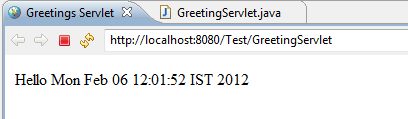 Greetings Servlet GreetingServlet.java
http://localhost:8080/Test/GreetingServlet
Hello Mon Feb 06 12:01:52 IST 2012